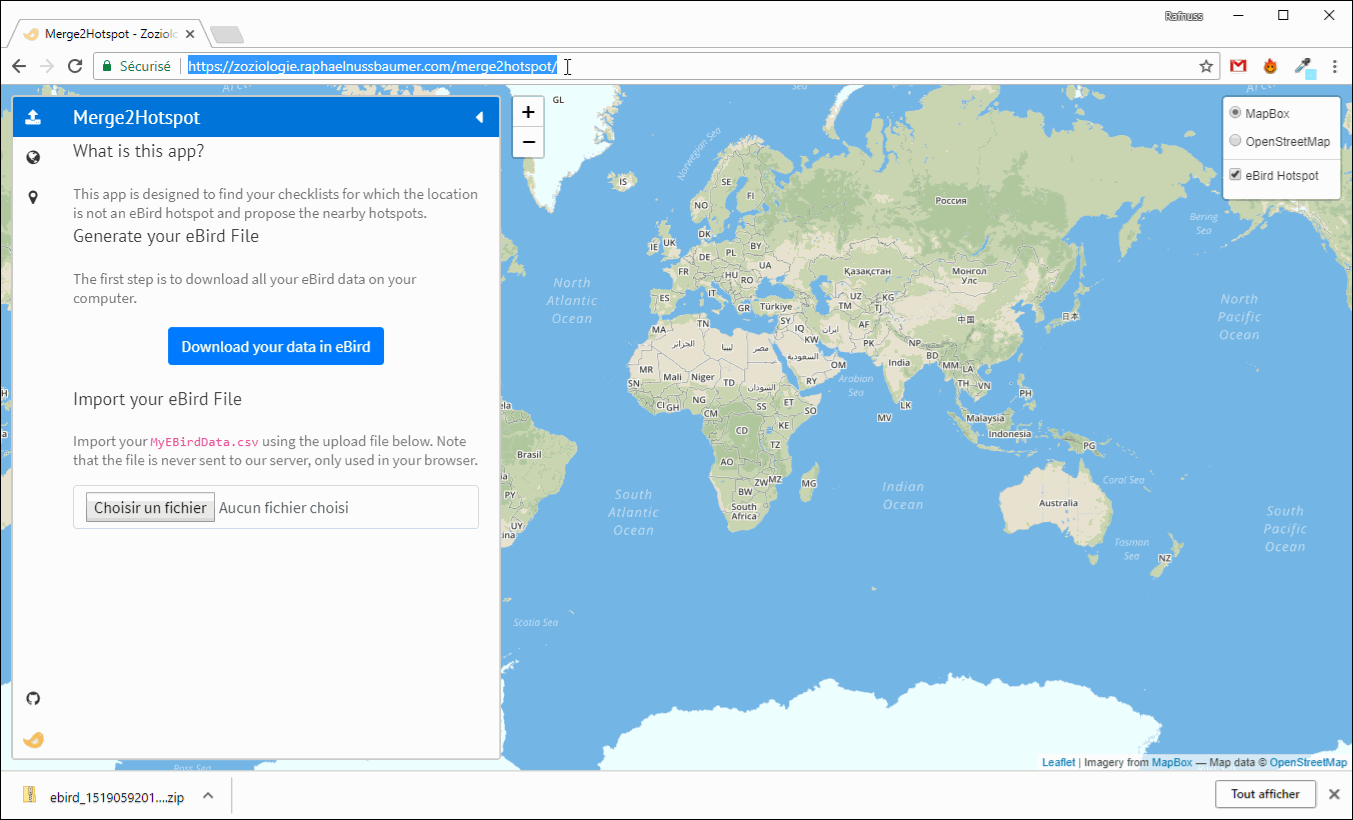 Rafnuss
Merge2Hotspot - Zoziolo
Sécurisé
https://zoziologie.raphaelnussbaumer.com/merge2hotspot/
Merge2Hotspot
What is this app?
This app is designed to find your checklists for which the location
is not an eBird hotspot and propose the nearby hotspots.
Generate your eBird File
The first step is to download all your eBird data on your
computer.
Download your data in eBird
Import your eBird File
Import your MyEBirdData.csv using the upload file below. Note
that the file is never sent to our server, only used in your browser.
Choisir un fichier Aucun fichier choisi
+
−
MapBox
OpenStreetMap
eBird Hotspot
GL
Norwegian Sea
IS
SE
FI
NO
Россия
Bering
Sea
DK
IE
UK
BY
PL
DE
UA
FR
HU
RO
Қазақстан
Монгол
Улс
North
Atlantic
Ocean
IT
ES
GR
Türkiye
UZ
KG
TM
TJ
North
Pacific
Ocean
中国
日本
MA
TN
SY
IQ
ایران
AF
الجزائر
ليبيا
مصر
KW
السعودية
PK
NP
BD
OM
MR
Mali
Niger
TD
السودان
RY
Arabian
Sea
India
MM
LA
TH
VN
PH
SN
CI
GH
NG
CM
SS
ET
SO
LK
MV
Malaysia
Indonesia
CD
KE
TZ
PG
ela
Brasil
AO
ZW
MZ
MG
BW
Coral Sea
PY
South
Atlantic
Ocean
South
Africa
Indian
Ocean
Australia
South
Pacific
Ocean
UY
ina
Tasman
Sea
NZ
Scotia Sea
Ross Sea
Leaflet | Imagery from MapBox — Map data © OpenStreetMap
ebird_1519059201....zip
Tout afficher